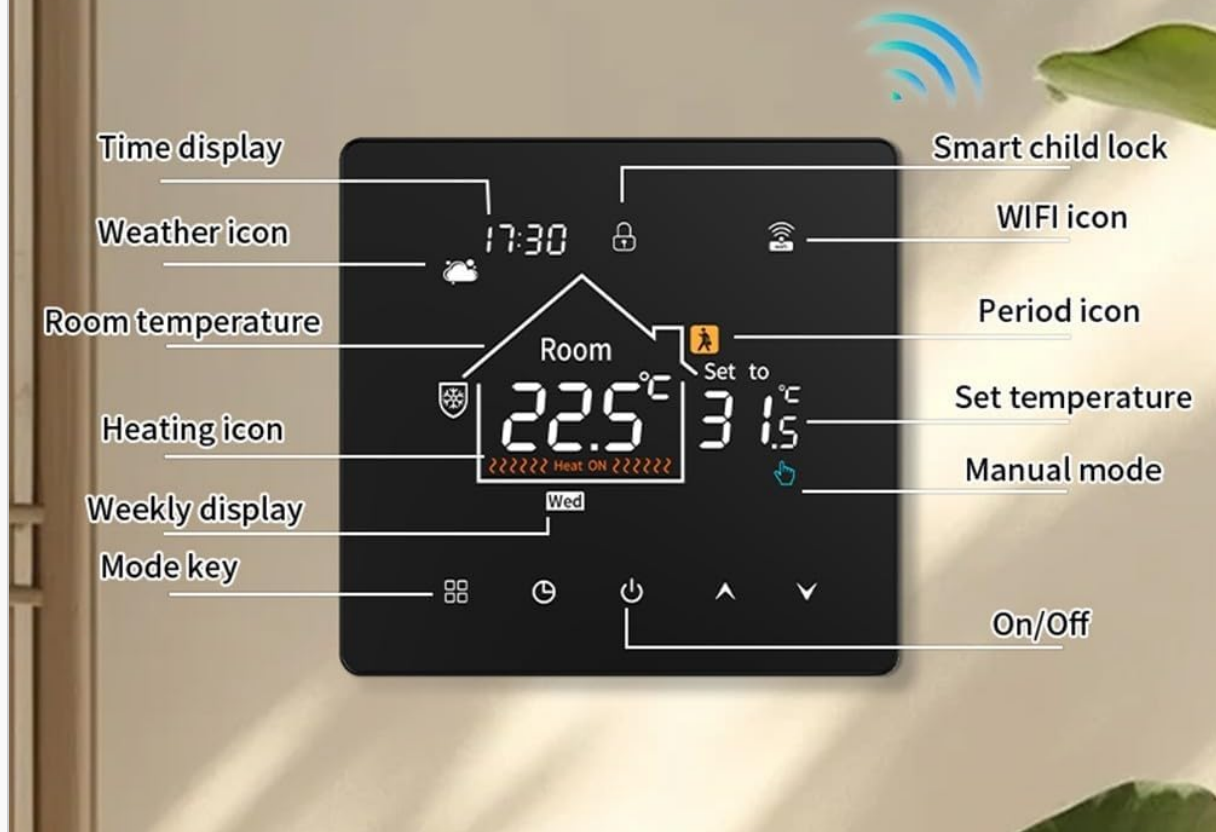 Time display
Smart child lock
Weather icon
17:30
WIFI icon
Room temperature
Period icon
Room
Set to
22.5°C
31.5°C
Set temperature
Heating icon
Heat ON
Manual mode
Weekly display
Wed
Mode key
On/Off